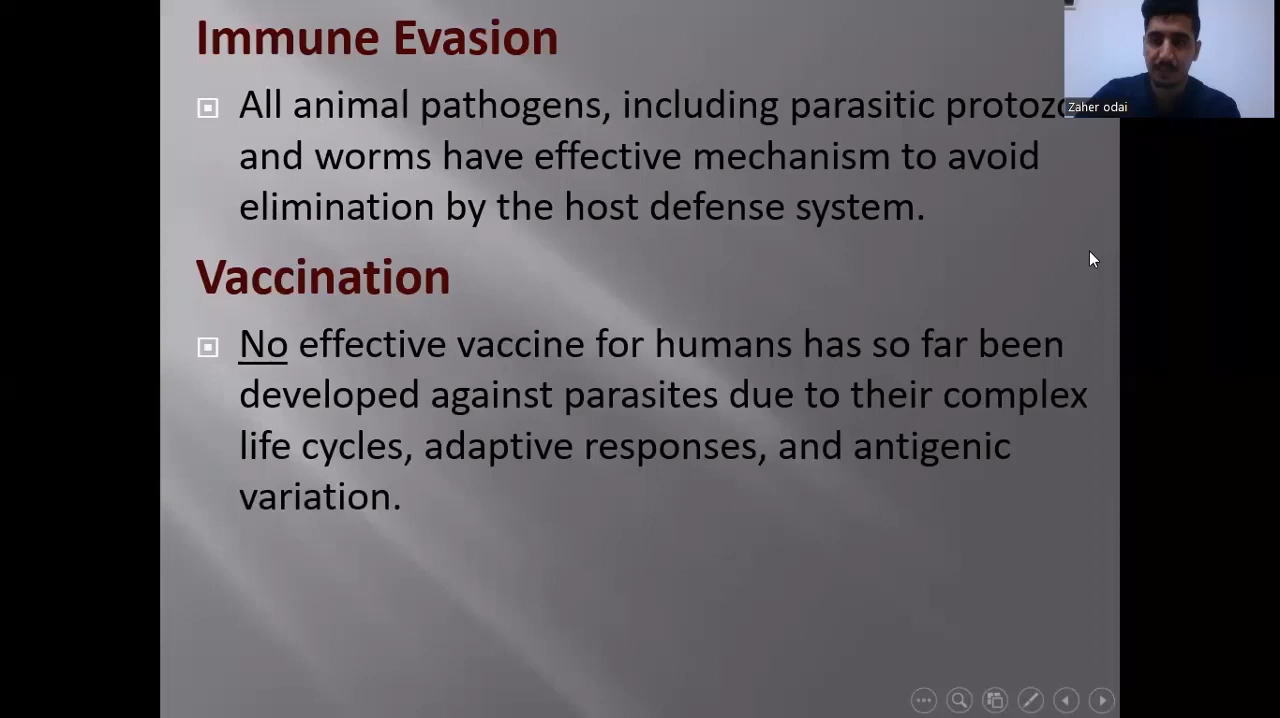 Immune Evasion
All animal pathogens, including parasitic
and worms have effective mechanism to avoid
elimination by the host defense system.
Vaccination
No effective vaccine for humans has so far been
developed against parasites due to their complex
life cycles, adaptive responses, and antigenic
variation.
Zaher odai